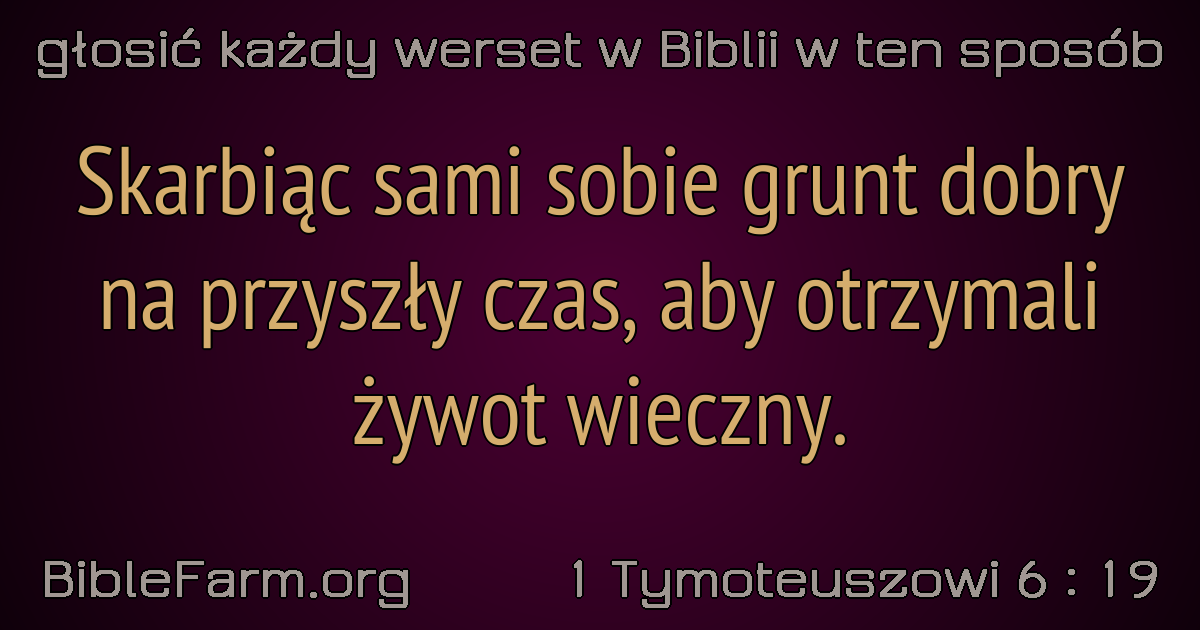 głosić każdy werset w Biblii w ten sposób
Skarbiąc sami sobie grunt dobry
na przyszły czas, aby otrzymali
żywot wieczny.
BibleFarm.org
1 Tymoteuszowi 6 : 19